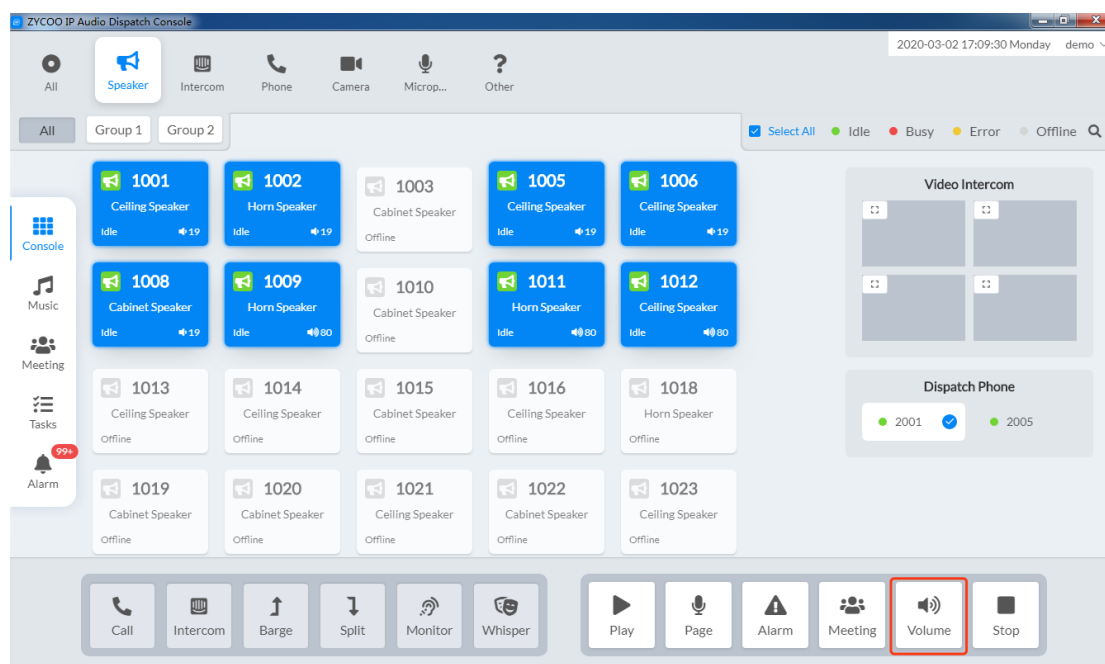 ZYCOO IP Audio Dispatch Console
2020-03-02 17:09:30 Monday demo
All
Speaker
Intercom
Phone
Camera
Microp...
Other
All
Group 1
Group 2
Select All
Idle
Busy
Error
Offline
Console
Music
Meeting
Tasks
99+
Alarm
1001
Ceiling Speaker
Idle 19
1002
Horn Speaker
Idle 19
1003
Cabinet Speaker
Offline
1005
Ceiling Speaker
Idle 19
1006
Ceiling Speaker
Idle 19
1008
Cabinet Speaker
Idle 19
1009
Horn Speaker
Idle 80
1010
Cabinet Speaker
Offline
1011
Horn Speaker
Idle 80
1012
Ceiling Speaker
Idle 80
1013
Ceiling Speaker
Offline
1014
Ceiling Speaker
Offline
1015
Cabinet Speaker
Offline
1016
Ceiling Speaker
Offline
1018
Horn Speaker
Offline
1019
Cabinet Speaker
Offline
1020
Cabinet Speaker
Offline
1021
Ceiling Speaker
Offline
1022
Cabinet Speaker
Offline
1023
Ceiling Speaker
Offline
Video Intercom
Dispatch Phone
2001
2005
Call
Intercom
Barge
Split
Monitor
Whisper
Play
Page
Alarm
Meeting
Volume
Stop